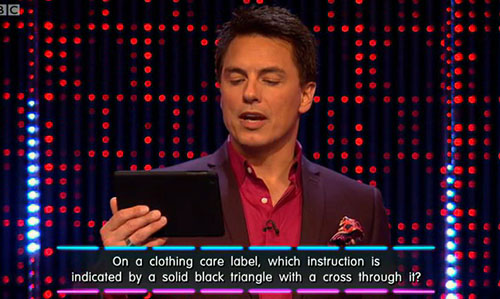 BBC
On a clothing care label, which instruction is
indicated by a solid black triangle with a cross through it?